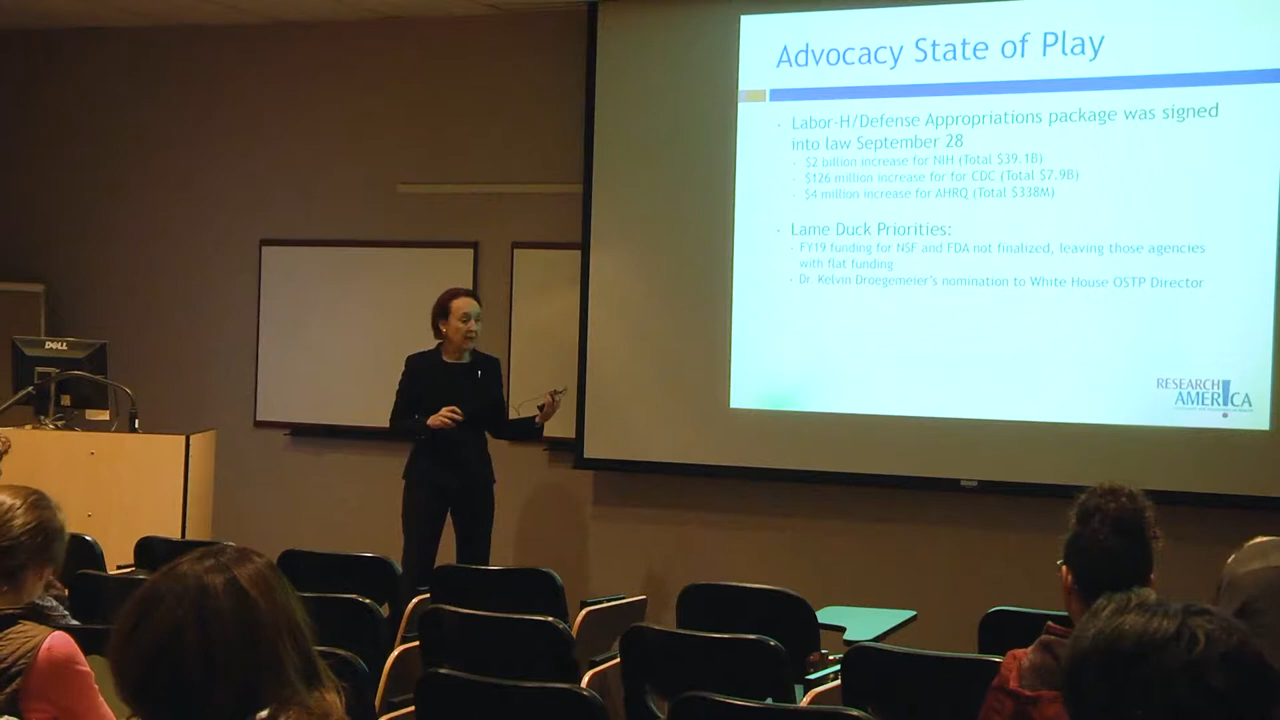 Advocacy State of Play
Labor-H/Defense Appropriations package was signed
into law September 28
$2 billion increase for NIH (Total $39.1B)
$126 million increase for for CDC (Total $7.9B)
$4 million increase for AHRQ (Total $338M)
Lame Duck Priorities:
FY19 funding for NSF and FDA not finalized, leaving those agencies
with flat funding
Dr. Kelvin Droegemeier's nomination to White House OSTP Director
RESEARCH
AMER!CA
DELL